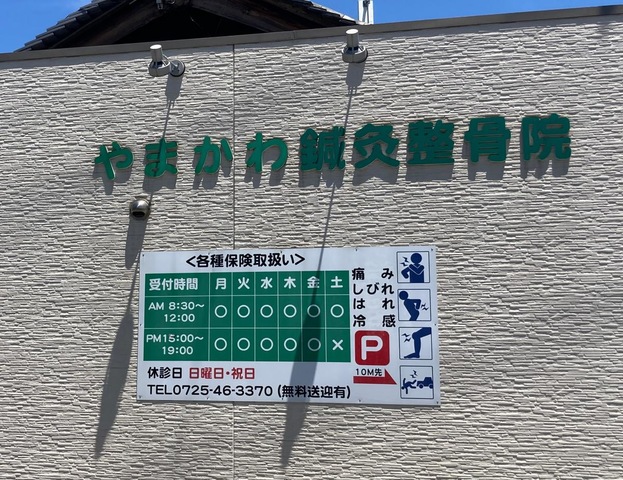 やまかわ鍼灸整骨院
<各種保険取扱い>
受付時間 月 火 水 木 金 土
AM 8:30～12:00 ○ ○ ○ ○ ○ ○
PM15:00～19:00 ○ ○ ○ ○ ○ ×
休診日 日曜日・祝日
TEL0725-46-3370 (無料送迎有)
痛み
しびれ
はれ
冷感
P
10M先